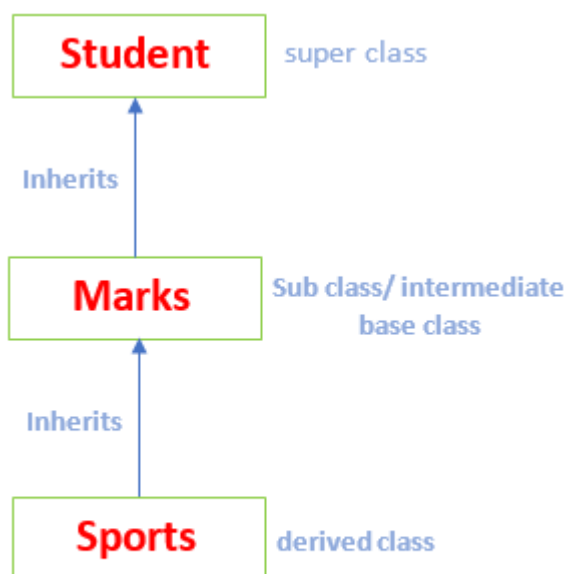 Student
super class
Inherits
Marks
Sub class/ intermediate
base class
Inherits
Sports
derived class